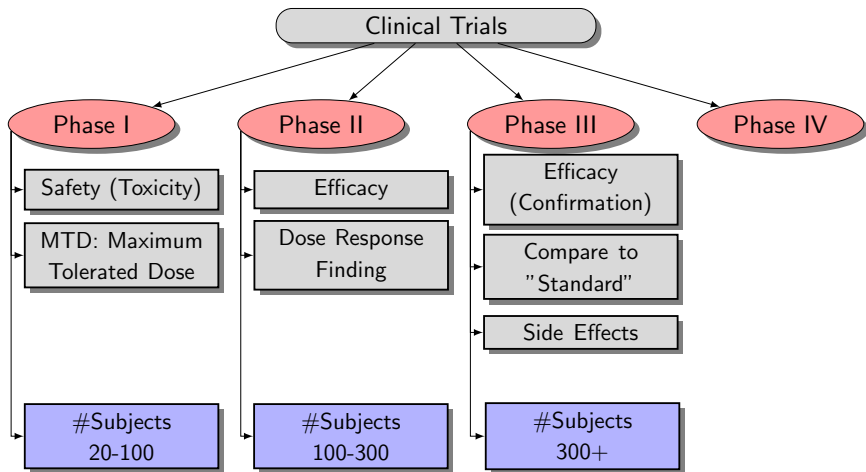 Clinical Trials
Phase I
Phase II
Phase III
Phase IV
Safety (Toxicity)
MTD: Maximum
Tolerated Dose
#Subjects
20-100
Efficacy
Dose Response
Finding
#Subjects
100-300
Efficacy
(Confirmation)
Compare to
”Standard”
Side Effects
#Subjects
300+